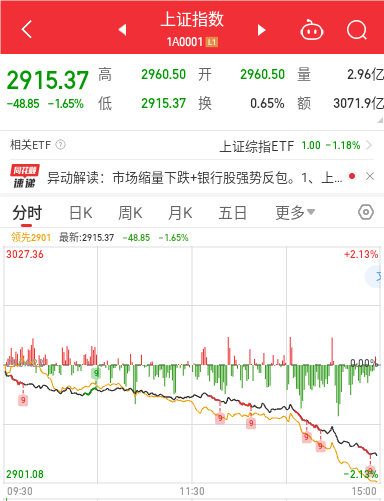 上证指数
1A0001 L1
2915.37 高 2960.50 开 2960.50 量 2.96亿
-48.85 -1.65% 低 2915.37 换 0.65% 额 3071.9亿
相关ETF ? 上证综指ETF 1.00 -1.18%
同花顺
速递
异动解读:市场缩量下跌+银行股强势反包。1、上...
分时 日K 周K 月K 五日 更多
领先2901 最新:2915.37 -48.85 -1.65%
3027.36 +2.13%
0.00%
9
9
9
9
9
9
2901.08 -2.13%
09:30 11:30 15:00